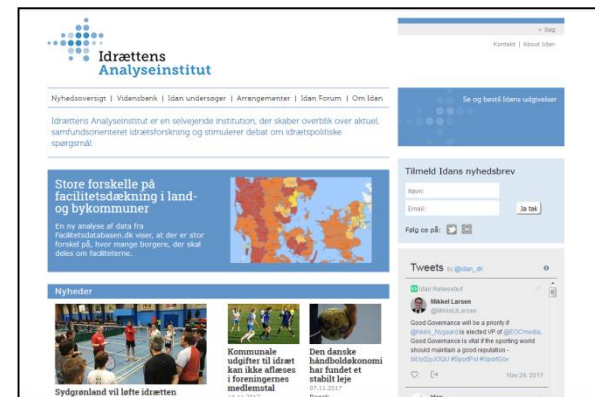 Idrættens
Analyseinstitut
< Søg
Kontakt | About Idan
Nyhedsoversigt | Vidensbank | Idan undersøger | Arrangementer | Idan Forum | Om Idan
Idrættens Analyseinstitut er en selvejende institution, der skaber overblik over aktuel,
samfundsorienteret idrætsforskning og stimulerer debat om idrætspolitiske
spørgsmål.
Se og bestil Idans udgivelser
Store forskelle på
facilitetsdækning i land-
og bykommuner
En ny analyse af data fra
Facilitetsdatabasen.dk viser, at der er stor
forskel på, hvor mange borgere, der skal
deles om faciliteterne.
Tilmeld Idans nyhedsbrev
Navn:
Email:
Ja tak
Følg os på:
Nyheder
Sydgrønland vil løfte idrætten
Kommunale
udgifter til idræt
kan ikke aflæses
i foreningernes
medlemstal
14.11.2017
Den danske
håndboldøkonomi
har fundet et
stabilt leje
07.11.2017
Dansk
Tweets by @idan_dk
Idan Retweeted
Mikkel Larsen
Good Governance will be a priority if
@Niels_Nygaard is elected VP of @EOCmedia.
Good Governance is vital if the sporting world
should maintain a good reputation -
#SportPol #SportGov
Nov 24, 2017